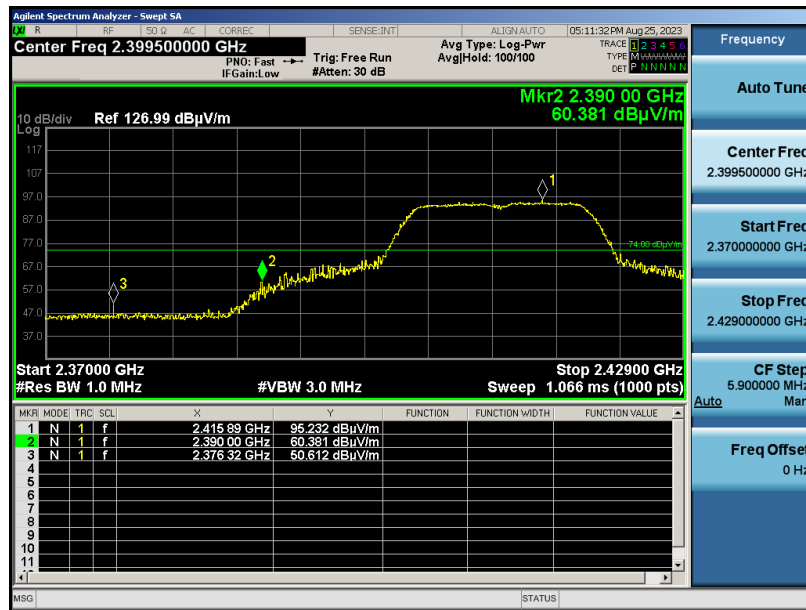 Agilent Spectrum Analyzer - Swept SA
R RF 50 Ω AC CORREC SENSE:INT ALIGN AUTO 05:11:32 PM Aug 25, 2023
Center Freq 2.399500000 GHz
PNO: Fast
IFGain:Low
Trig: Free Run
#Atten: 30 dB
Avg Type: Log-Pwr
Avg|Hold: 100/100
TRACE 1 2 3 4 5 6
TYPE M
DET P N N N N N
Mkr2 2.390 00 GHz
60.381 dBµV/m
10 dB/div Ref 126.99 dBµV/m
Log
117
107
97.0
87.0
77.0
67.0
57.0
47.0
37.0
1
2
3
74.00 dBµV/m
Start 2.37000 GHz Stop 2.42900 GHz
#Res BW 1.0 MHz #VBW 3.0 MHz Sweep 1.066 ms (1000 pts)
MKR MODE TRC SCL X Y FUNCTION FUNCTION WIDTH FUNCTION VALUE
1 N 1 f 2.415 89 GHz 95.232 dBµV/m
2 N 1 f 2.390 00 GHz 60.381 dBµV/m
3 N 1 f 2.376 32 GHz 50.612 dBµV/m
4
5
6
7
8
9
10
11
MSG STATUS
Frequency
Auto Tune
Center Freq
2.399500000 GHz
Start Freq
2.370000000 GHz
Stop Freq
2.429000000 GHz
CF Step
5.900000 MHz
Auto Man
Freq Offset
0 Hz